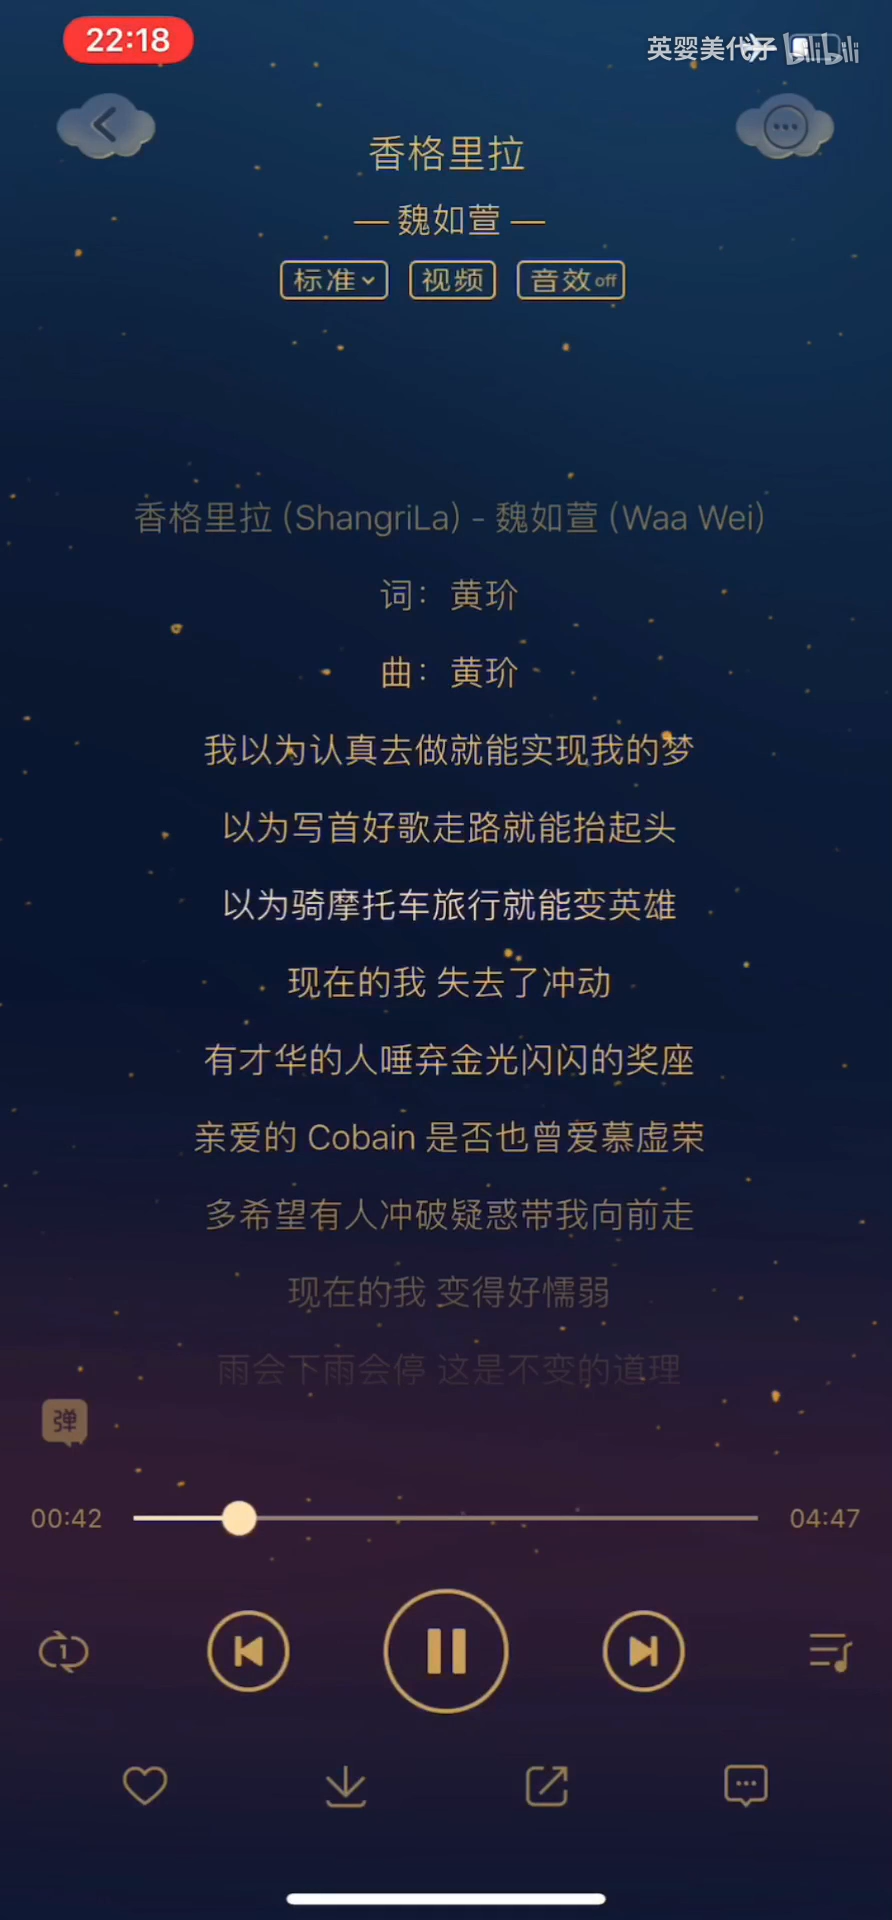 22:18
英婴美代子 bilibili
香格里拉
— 魏如萱 —
标准 视频 音效off
香格里拉 (ShangriLa) - 魏如萱 (Waa Wei)
词：黄玠
曲：黄玠
我以为认真去做就能实现我的梦
以为写首好歌走路就能抬起头
以为骑摩托车旅行就能变英雄
现在的我 失去了冲动
有才华的人唾弃金光闪闪的奖座
亲爱的 Cobain 是否也曾爱慕虚荣
多希望有人冲破疑惑带我向前走
现在的我 变得好懦弱
雨会下雨会停 这是不变的道理
弹
00:42 04:47
1